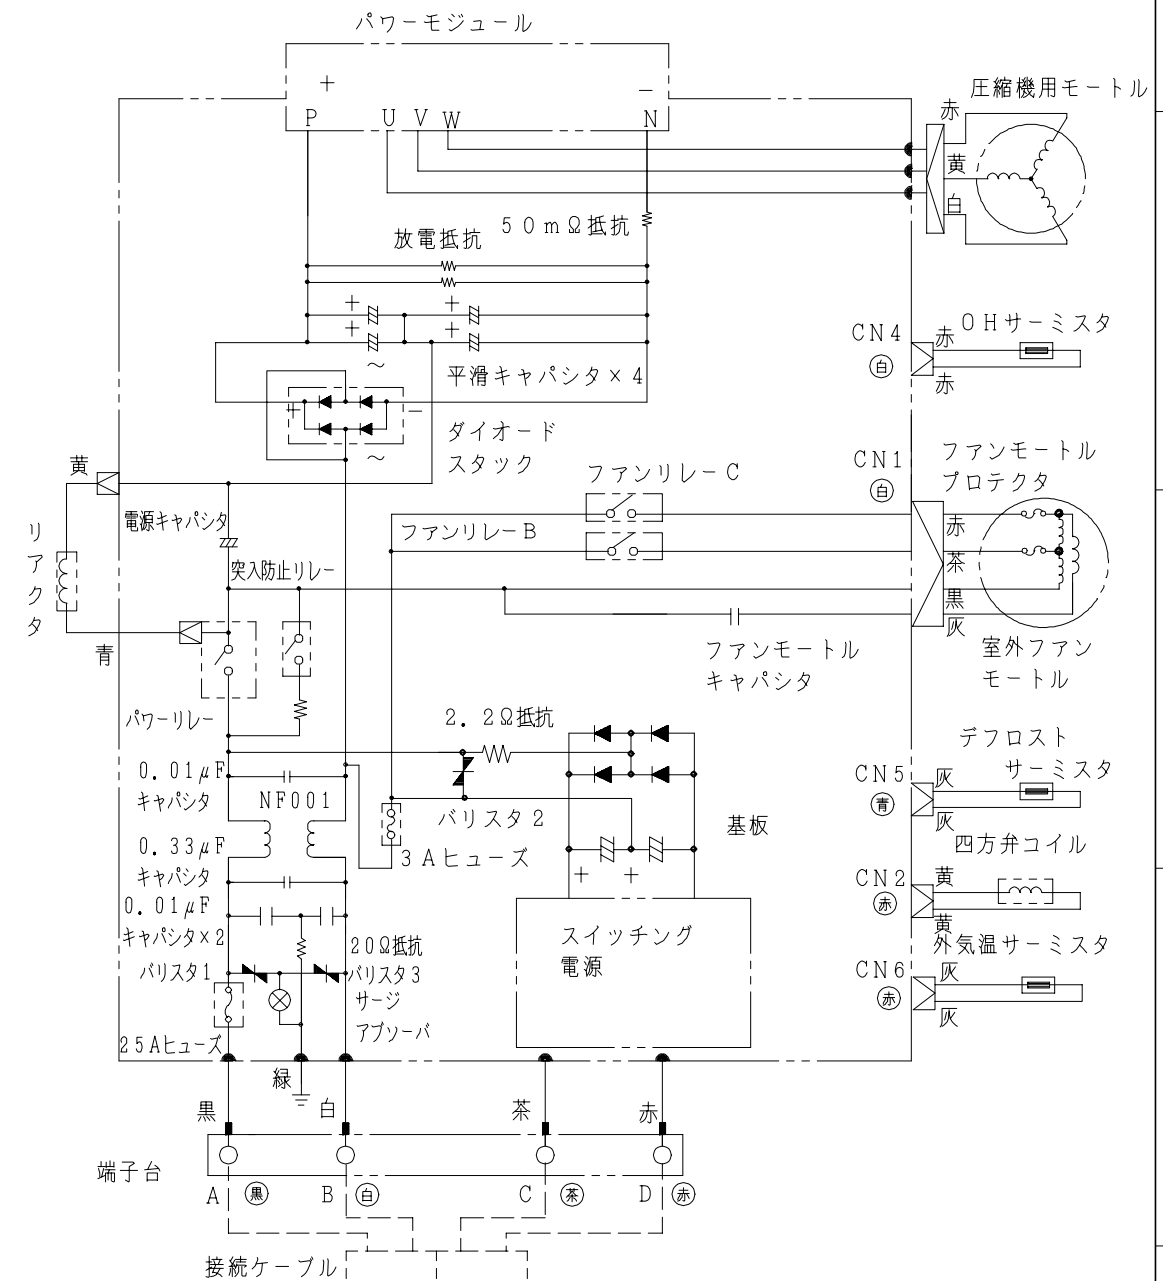 パワーモジュール
+
−
P
U
V
W
N
圧縮機用モートル
赤
黄
白
50mΩ抵抗
放電抵抗
+
+
+
+
~
平滑キャパシタ×4
CN4
白
赤
OHサーミスタ
赤
+
−
~
ダイオード
スタック
黄
電源キャパシタ
リアクタ
青
突入防止リレー
パワーリレー
ファンリレーC
ファンリレーB
CN1
白
ファンモートル
プロテクタ
赤
茶
黒
灰
室外ファン
モートル
ファンモートル
キャパシタ
2.2Ω抵抗
バリスタ2
3Aヒューズ
0.01μF
キャパシタ
NF001
0.33μF
キャパシタ
0.01μF
キャパシタ×2
20Ω抵抗
バリスタ1
バリスタ3
サージ
アブソーバ
25Aヒューズ
+
+
基板
スイッチング
電源
デフロスト
サーミスタ
CN5
青
灰
灰
四方弁コイル
CN2
赤
黄
黄
外気温サーミスタ
CN6
赤
灰
灰
緑
黒
白
茶
赤
端子台
A
黒
B
白
C
茶
D
赤
接続ケーブル